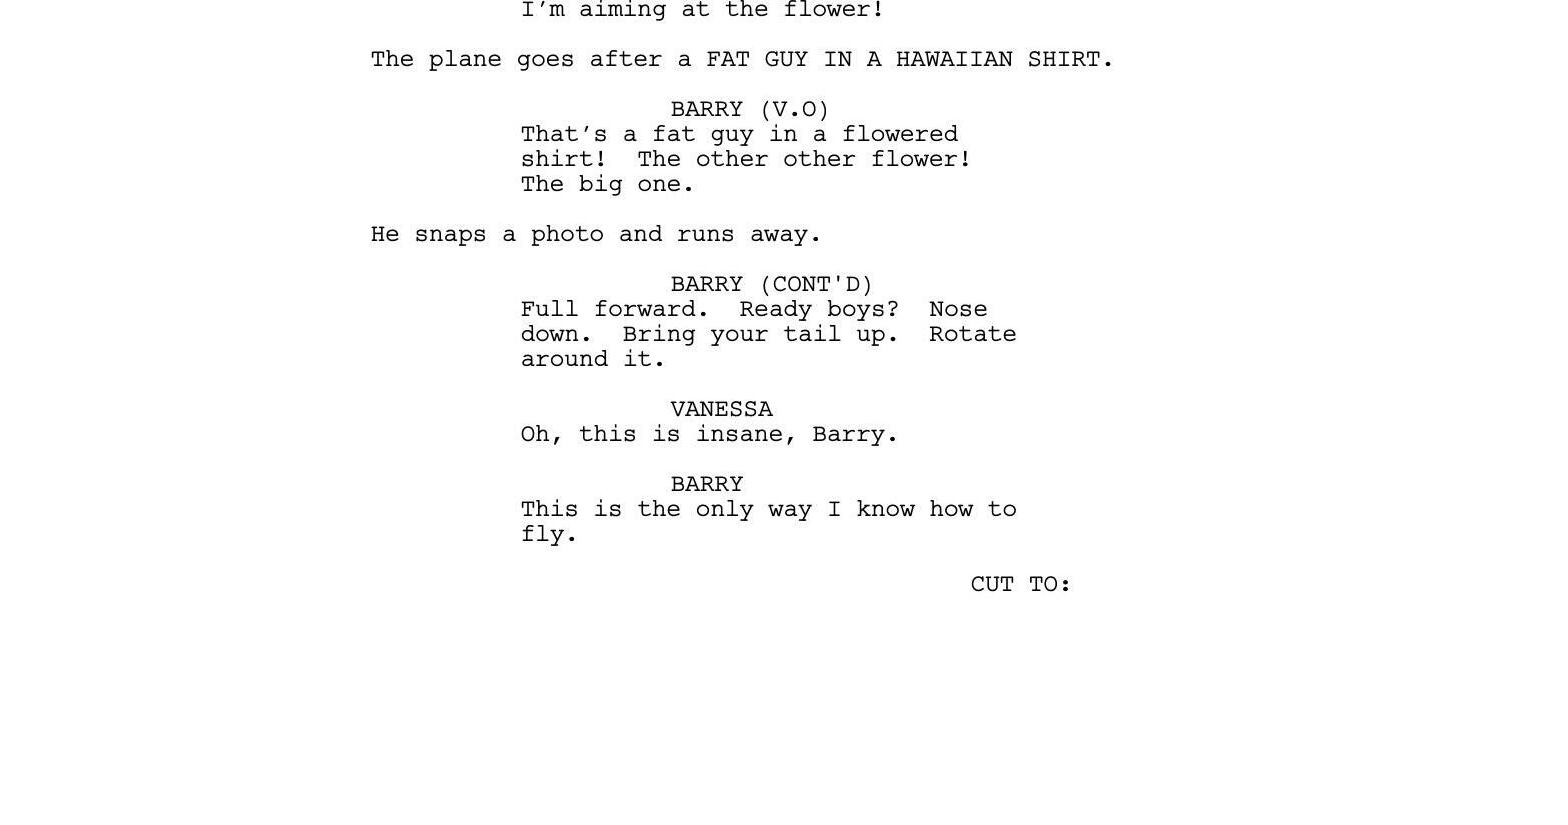 I’m aiming at the flower!
The plane goes after a FAT GUY IN A HAWAIIAN SHIRT.
BARRY (V.O)
That’s a fat guy in a flowered
shirt!  The other other flower!
The big one.
He snaps a photo and runs away.
BARRY (CONT'D)
Full forward.  Ready boys?  Nose
down.  Bring your tail up.  Rotate
around it.
VANESSA
Oh, this is insane, Barry.
BARRY
This is the only way I know how to
fly.
CUT TO: